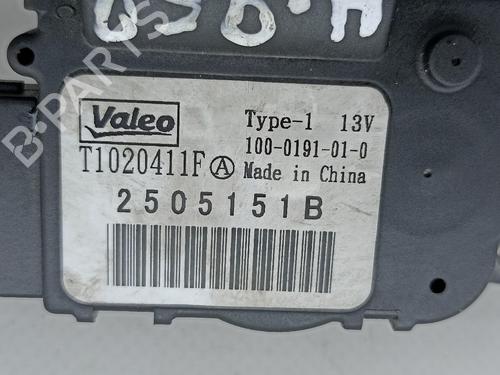 Valeo
Type-1 13V
100-0191-01-0
T1020411F Ⓐ Made in China
2505151B
B-PARTS